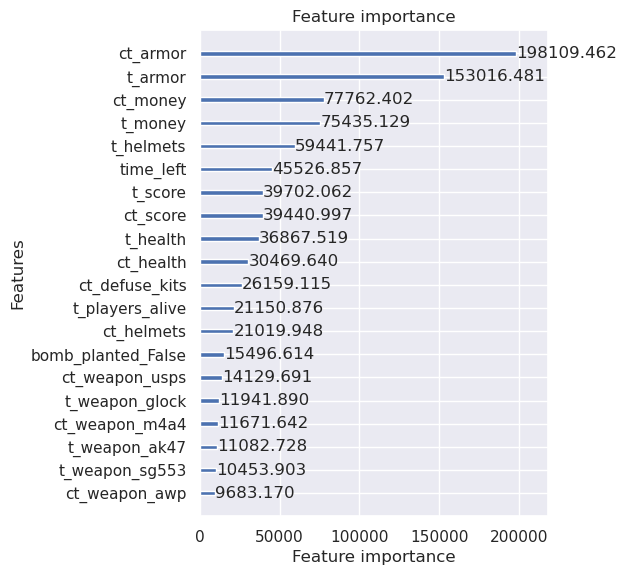 Feature importance
ct_armor 198109.462
t_armor 153016.481
ct_money 77762.402
t_money 75435.129
t_helmets 59441.757
time_left 45526.857
t_score 39702.062
ct_score 39440.997
t_health 36867.519
ct_health 30469.640
ct_defuse_kits 26159.115
t_players_alive 21150.876
ct_helmets 21019.948
bomb_planted_False 15496.614
ct_weapon_usps 14129.691
t_weapon_glock 11941.890
ct_weapon_m4a4 11671.642
t_weapon_ak47 11082.728
t_weapon_sg553 10453.903
ct_weapon_awp 9683.170
Features
0 50000 100000 150000 200000
Feature importance